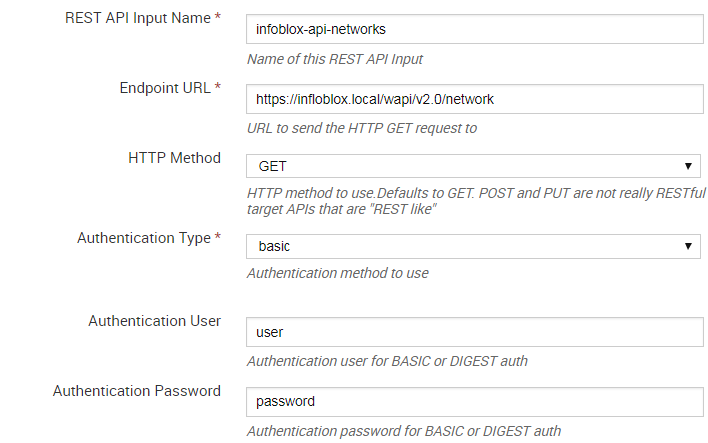 REST API Input Name *
infoblox-api-networks
Name of this REST API Input
Endpoint URL *
https://infloblox.local/wapi/v2.0/network
URL to send the HTTP GET request to
HTTP Method
GET
HTTP method to use.Defaults to GET. POST and PUT are not really RESTful
target APIs that are "REST like"
Authentication Type *
basic
Authentication method to use
Authentication User
user
Authentication user for BASIC or DIGEST auth
Authentication Password
password
Authentication password for BASIC or DIGEST auth